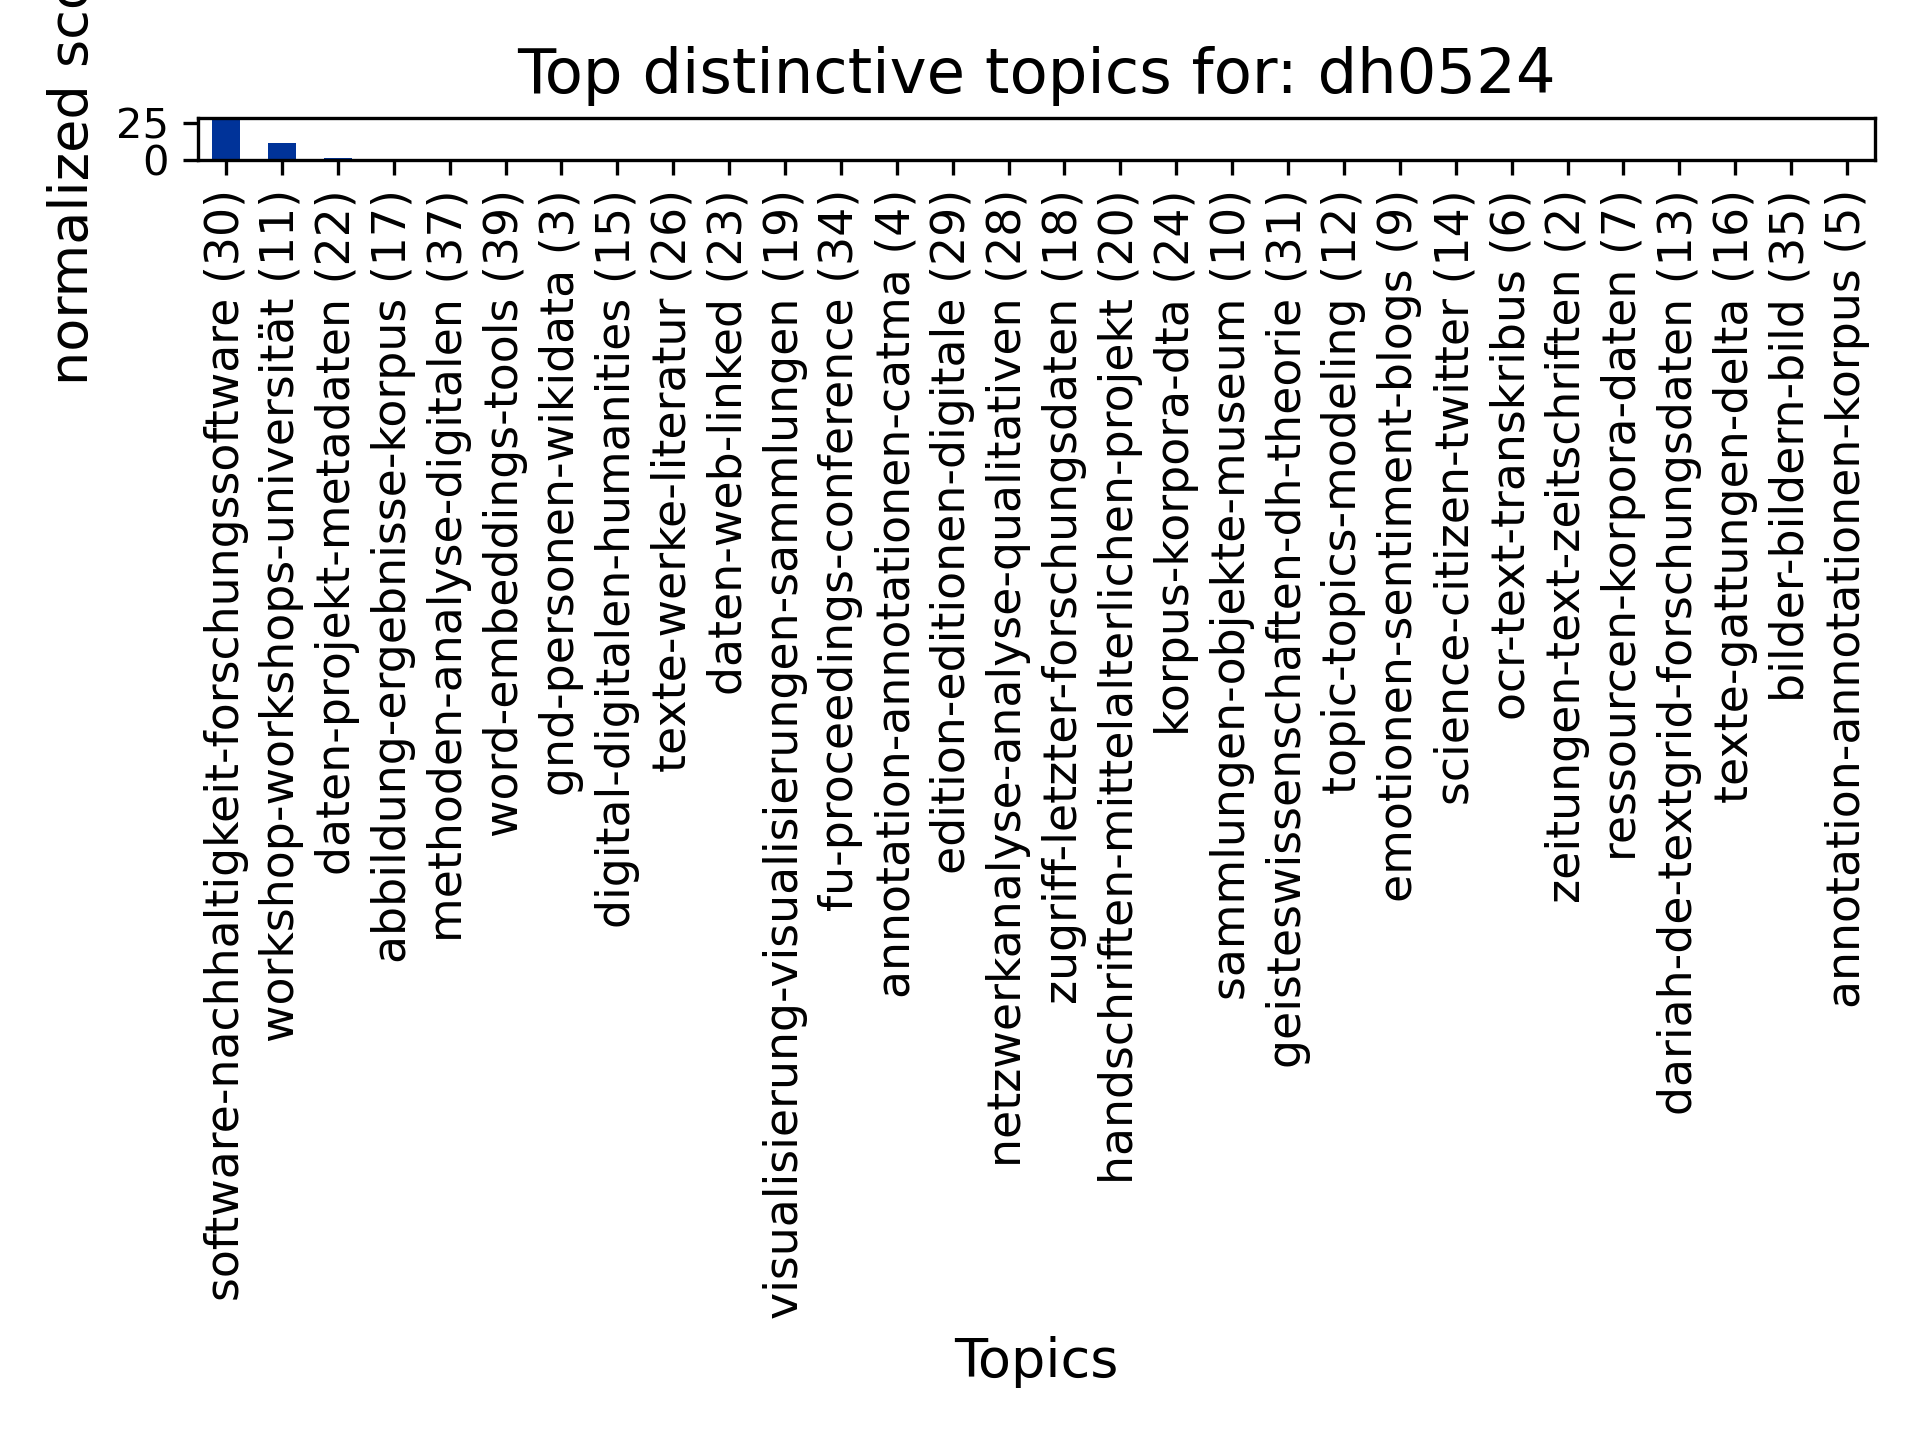 Top distinctive topics for: dh0524
normalized
25
0
software-nachhaltigkeit-forschungssoftware (30)
workshop-workshops-universität (11)
daten-projekt-metadaten (22)
abbildung-ergebnisse-korpus (17)
methoden-analyse-digitalen (37)
word-embeddings-tools (39)
gnd-personen-wikidata (3)
digital-digitalen-humanities (15)
texte-werke-literatur (26)
daten-web-linked (23)
visualisierung-visualisierungen-sammlungen (19)
fu-proceedings-conference (34)
annotation-annotationen-catma (4)
edition-editionen-digitale (29)
netzwerkanalyse-analyse-qualitativen (28)
zugriff-letzter-forschungsdaten (18)
handschriften-mittelalterlichen-projekt (20)
korpus-korpora-dta (24)
sammlungen-objekte-museum (10)
geisteswissenschaften-dh-theorie (31)
topic-topics-modeling (12)
emotionen-sentiment-blogs (9)
science-citizen-twitter (14)
ocr-text-transkribus (6)
zeitungen-text-zeitschriften (2)
ressourcen-korpora-daten (7)
dariah-de-textgrid-forschungsdaten (13)
texte-gattungen-delta (16)
bilder-bildern-bild (35)
annotation-annotationen-korpus (5)
Topics